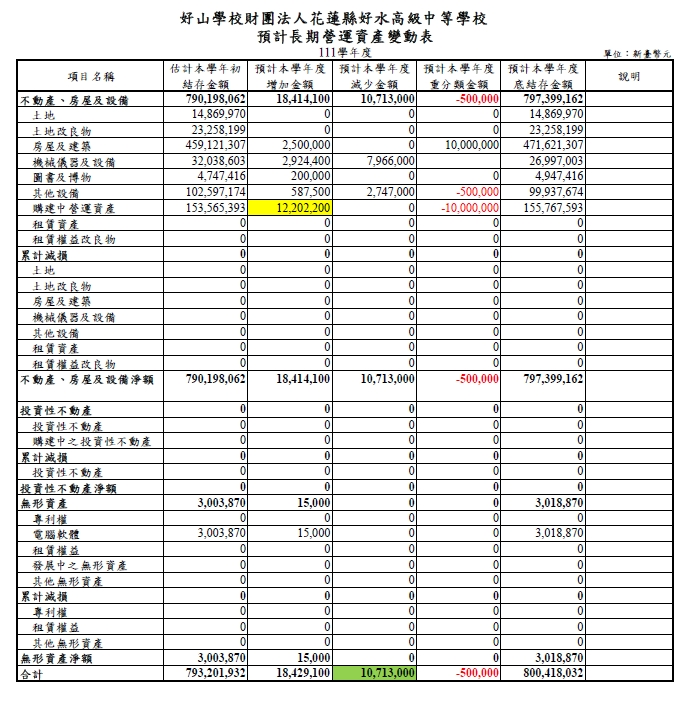 好山學校財團法人花蓮縣好水高級中等學校
預計長期營運資產變動表
111學年度
單位：新臺幣元
項目名稱 估計本學年初結存金額 預計本學年度增加金額 預計本學年度減少金額 預計本學年度重分類金額 預計本學年度底結存金額 說明
不動產、房屋及設備 790,198,062 18,414,100 10,713,000 -500,000 797,399,162
土地 14,869,970 0 0 0 14,869,970
土地改良物 23,258,199 0 0 0 23,258,199
房屋及建築 459,121,307 2,500,000 0 10,000,000 471,621,307
機械儀器及設備 32,038,603 2,924,400 7,966,000 26,997,003
圖書及博物 4,747,416 200,000 0 4,947,416
其他設備 102,597,174 587,500 2,747,000 -500,000 99,937,674
購建中營運資產 153,565,393 12,202,200 0 -10,000,000 155,767,593
租賃資產 0 0 0 0 0
租賃權益改良物 0 0 0 0 0
累計減損 0 0 0 0 0
土地 0 0 0 0 0
土地改良物 0 0 0 0 0
房屋及建築 0 0 0 0 0
機械儀器及設備 0 0 0 0 0
其他設備 0 0 0 0 0
租賃資產 0 0 0 0 0
租賃權益改良物 0 0 0 0 0
不動產、房屋及設備淨額 790,198,062 18,414,100 10,713,000 -500,000 797,399,162
投資性不動產 0 0 0 0 0
投資性不動產 0 0 0 0 0
購建中之投資性不動產 0 0 0 0 0
累計減損 0 0 0 0 0
投資性不動產 0 0 0 0 0
投資性不動產淨額 0 0 0 0 0
無形資產 3,003,870 15,000 0 0 3,018,870
專利權 0 0 0 0 0
電腦軟體 3,003,870 15,000 0 0 3,018,870
租賃權益 0 0 0 0 0
發展中之無形資產 0 0 0 0 0
其他無形資產 0 0 0 0 0
累計減損 0 0 0 0 0
專利權 0 0 0 0 0
租賃權益 0 0 0 0 0
其他無形資產 0 0 0 0 0
無形資產淨額 3,003,870 15,000 0 0 3,018,870
合計 793,201,932 18,429,100 10,713,000 -500,000 800,418,032